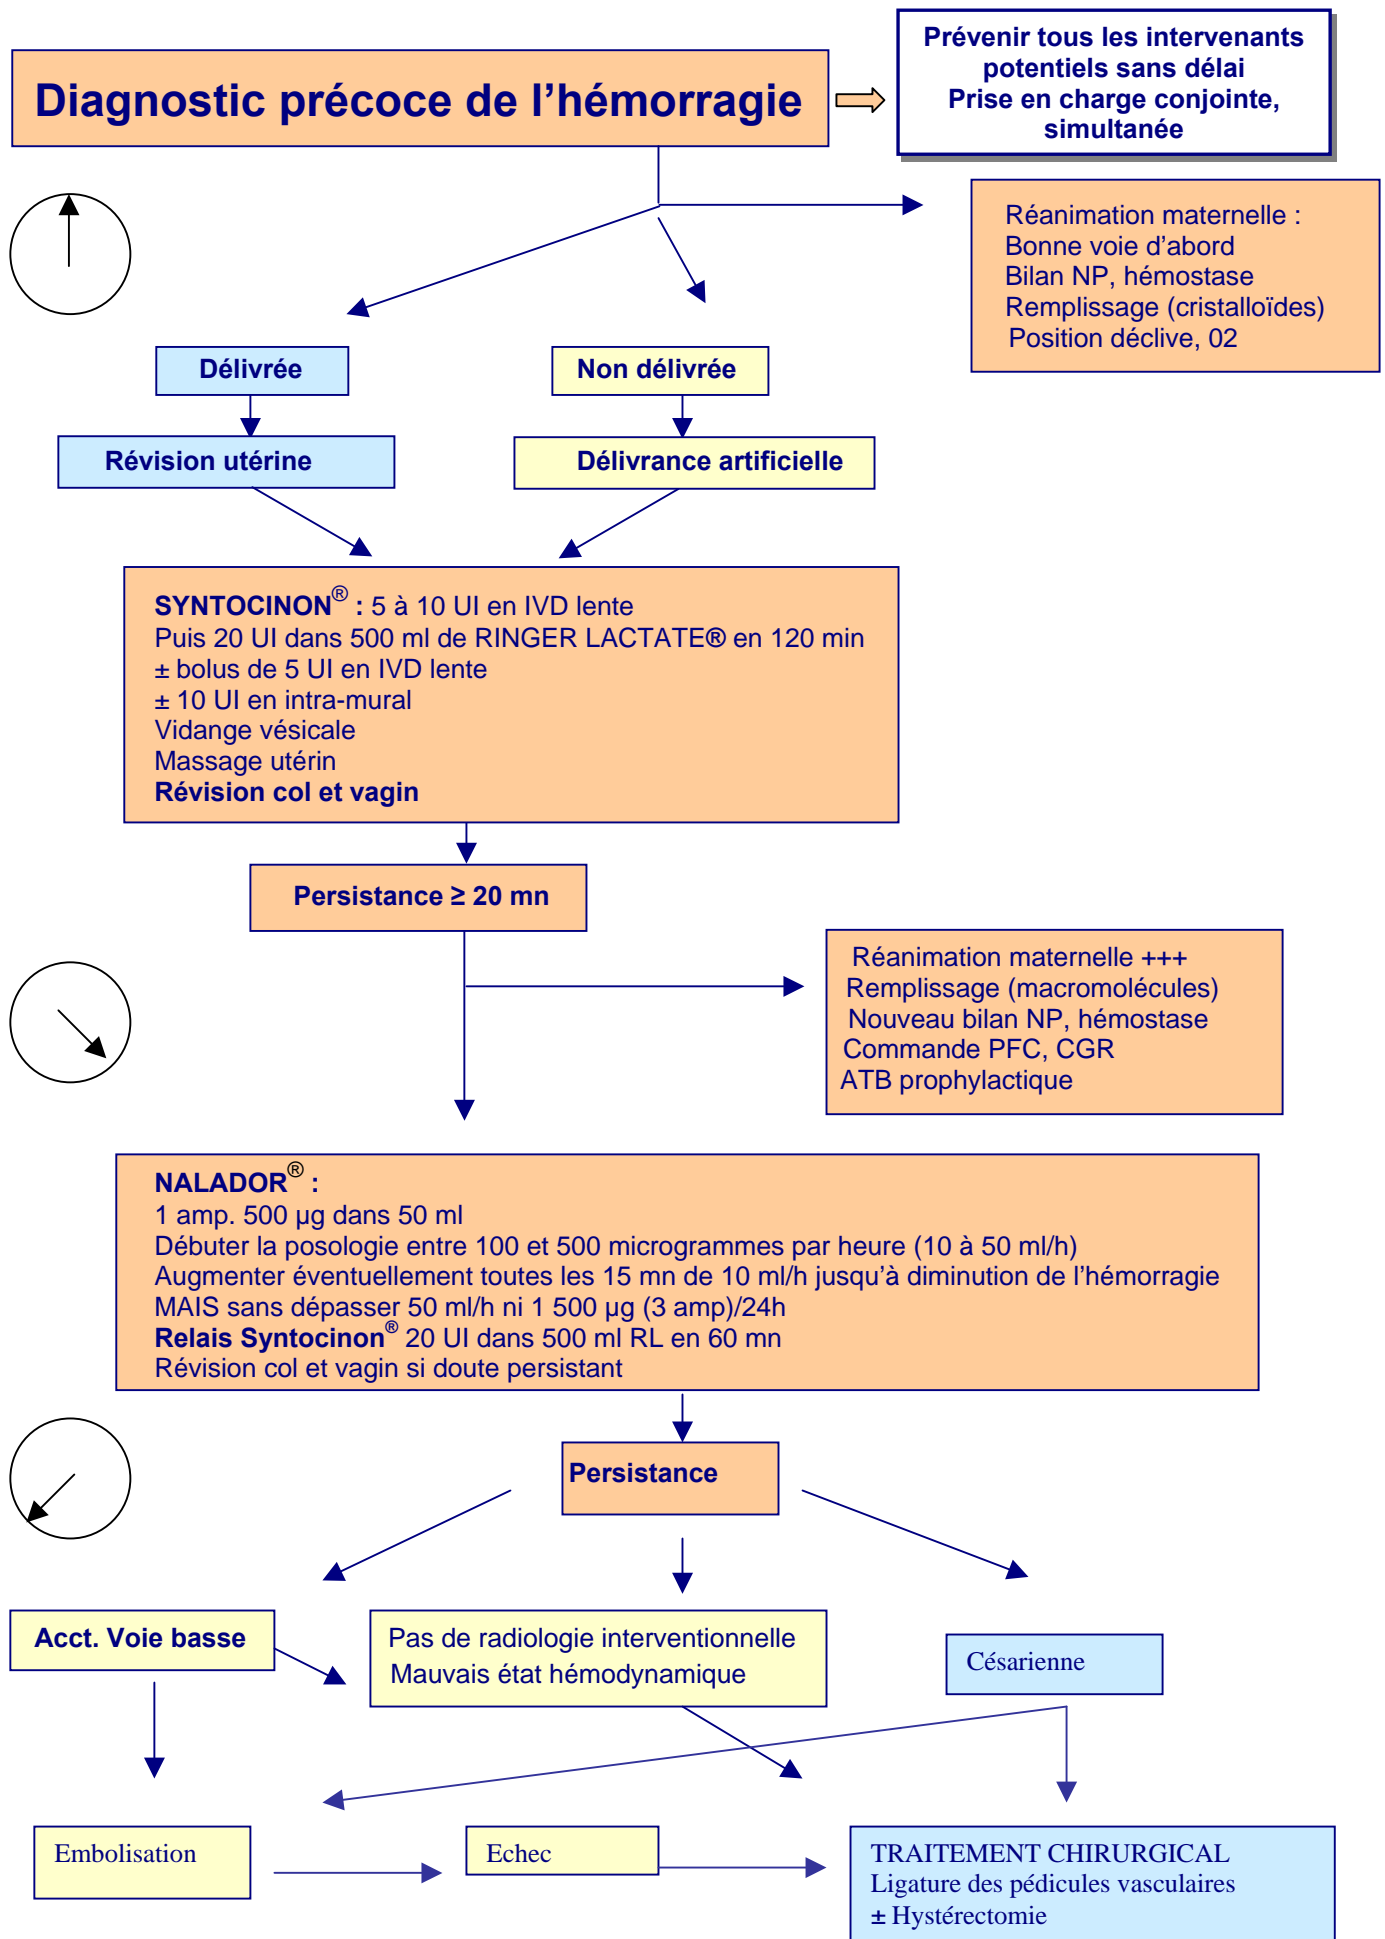 Prévenir tous les intervenants
potentiels sans délai
Prise en charge conjointe,
simultanée
Diagnostic précoce de l'hémorragie
Réanimation maternelle :
Bonne voie d'abord
Bilan NP, hémostase
Remplissage (cristalloïdes)
Position déclive, 02
Délivrée
Non délivrée
Révision utérine
Délivrance artificielle
SYNTOCINON® : 5 à 10 UI en IVD lente
Puis 20 UI dans 500 ml de RINGER LACTATE® en 120 min
± bolus de 5 UI en IVD lente
± 10 UI en intra-mural
Vidange vésicale
Massage utérin
Révision col et vagin
Persistance ≥ 20 mn
Réanimation maternelle +++
Remplissage (macromolécules)
Nouveau bilan NP, hémostase
Commande PFC, CGR
ATB prophylactique
NALADOR® :
1 amp. 500 µg dans 50 ml
Débuter la posologie entre 100 et 500 microgrammes par heure (10 à 50 ml/h)
Augmenter éventuellement toutes les 15 mn de 10 ml/h jusqu'à diminution de l'hémorragie
MAIS sans dépasser 50 ml/h ni 1 500 µg (3 amp)/24h
Relais Syntocinon® 20 UI dans 500 ml RL en 60 mn
Révision col et vagin si doute persistant
Persistance
Acct. Voie basse
Pas de radiologie interventionnelle
Mauvais état hémodynamique
Césarienne
Embolisation
Echec
TRAITEMENT CHIRURGICAL
Ligature des pédicules vasculaires
± Hystérectomie